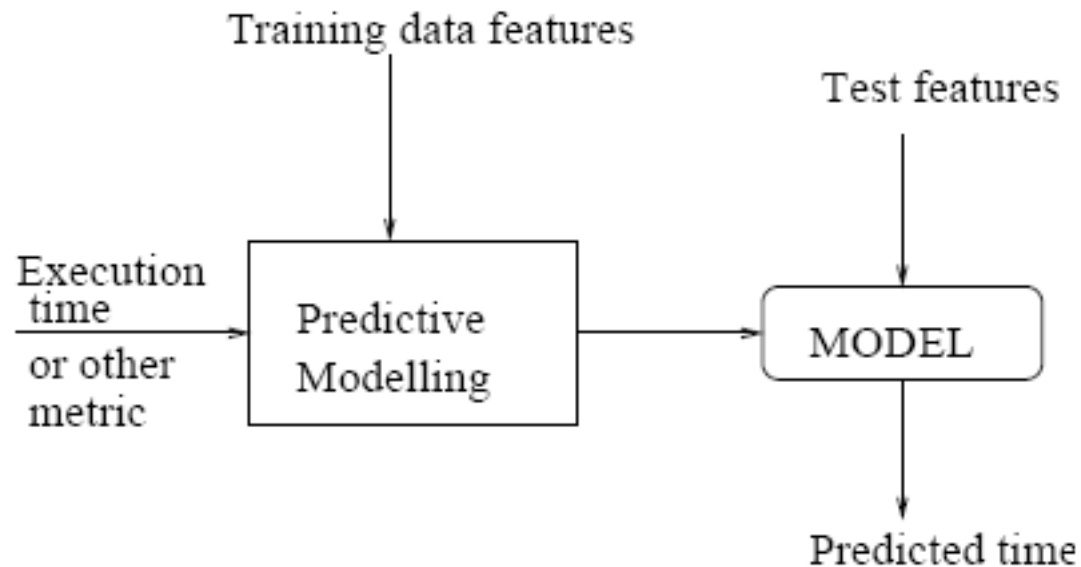 Training data features
Test features
Execution
time
or other
metric
Predictive
Modelling
MODEL
Predicted time